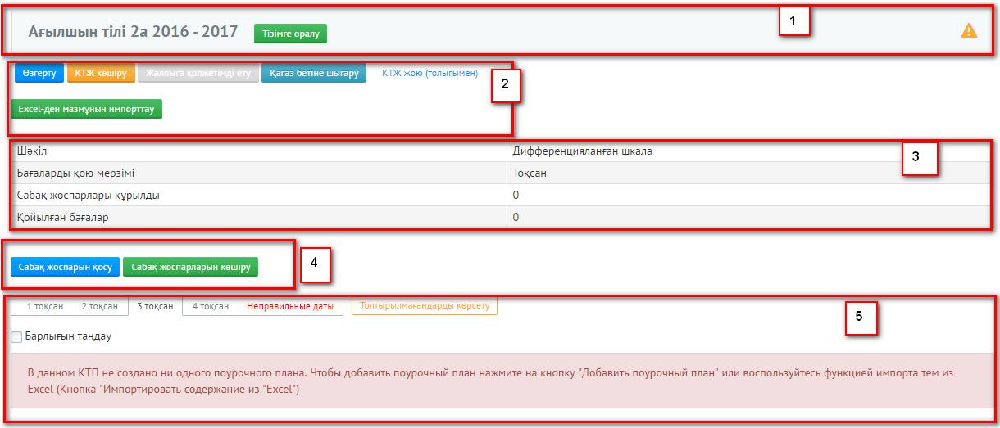 1
Ағылшын тілі 2а 2016 - 2017 Тізімге оралу
Өзгерту КТЖ көшіру Жалпыға қолжетімді ету Қағаз бетіне шығару КТЖ жою (толығымен)
2
Excel-ден мазмұнын импорттау
Шәкіл Дифференцияланған шкала
3
Бағаларды қою мерзімі Тоқсан
Сабақ жоспарлары құрылды 0
Қойылған бағалар 0
4
Сабақ жоспарын қосу Сабақ жоспарларын көшіру
1 тоқсан 2 тоқсан 3 тоқсан 4 тоқсан Неправильные даты Толтырылмағандарды көрсету
5
Барлығын таңдау
В данном КТП не создано ни одного поурочного плана. Чтобы добавить поурочный план нажмите на кнопку "Добавить поурочный план" или воспользуйтесь функцией импорта тем из
Excel (Кнопка "Импортировать содержание из "Excel")